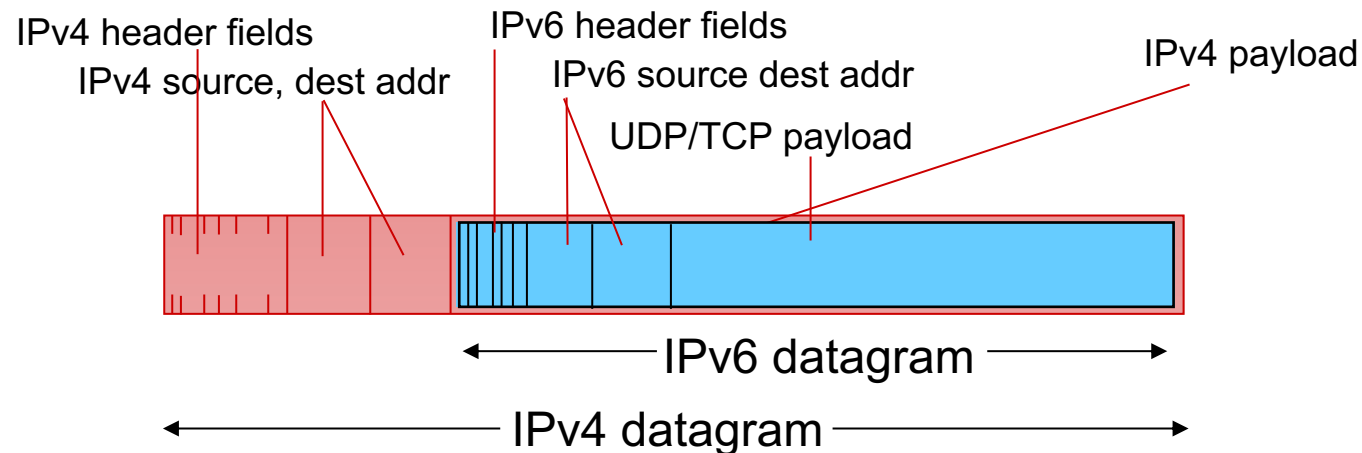 IPv4 header fields
IPv6 header fields
IPv4 payload
IPv4 source, dest addr
IPv6 source dest addr
UDP/TCP payload
IPv6 datagram
IPv4 datagram